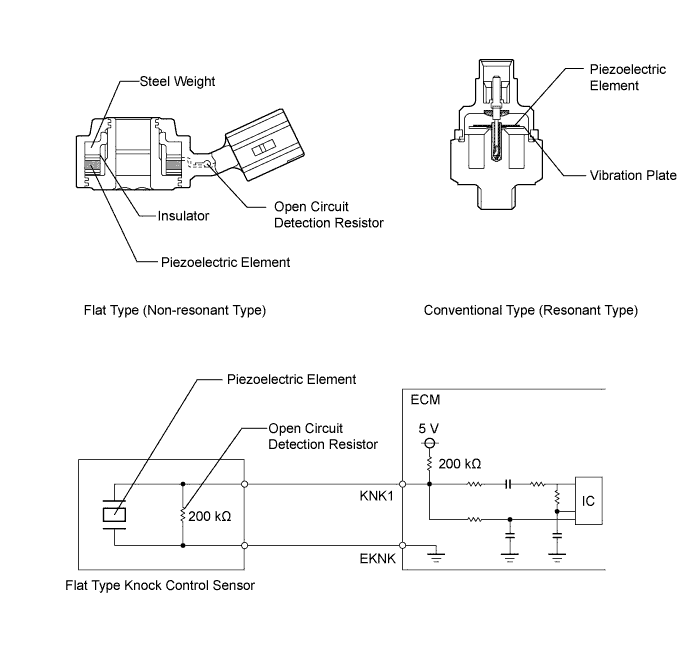 Steel Weight
Piezoelectric
Element
Vibration Plate
Open Circuit
Detection Resistor
Insulator
Piezoelectric Element
Flat Type (Non-resonant Type)
Conventional Type (Resonant Type)
Piezoelectric Element
ECM
Open Circuit
Detection Resistor
5 V
200 kΩ
KNK1
IC
200 kΩ
EKNK
Flat Type Knock Control Sensor